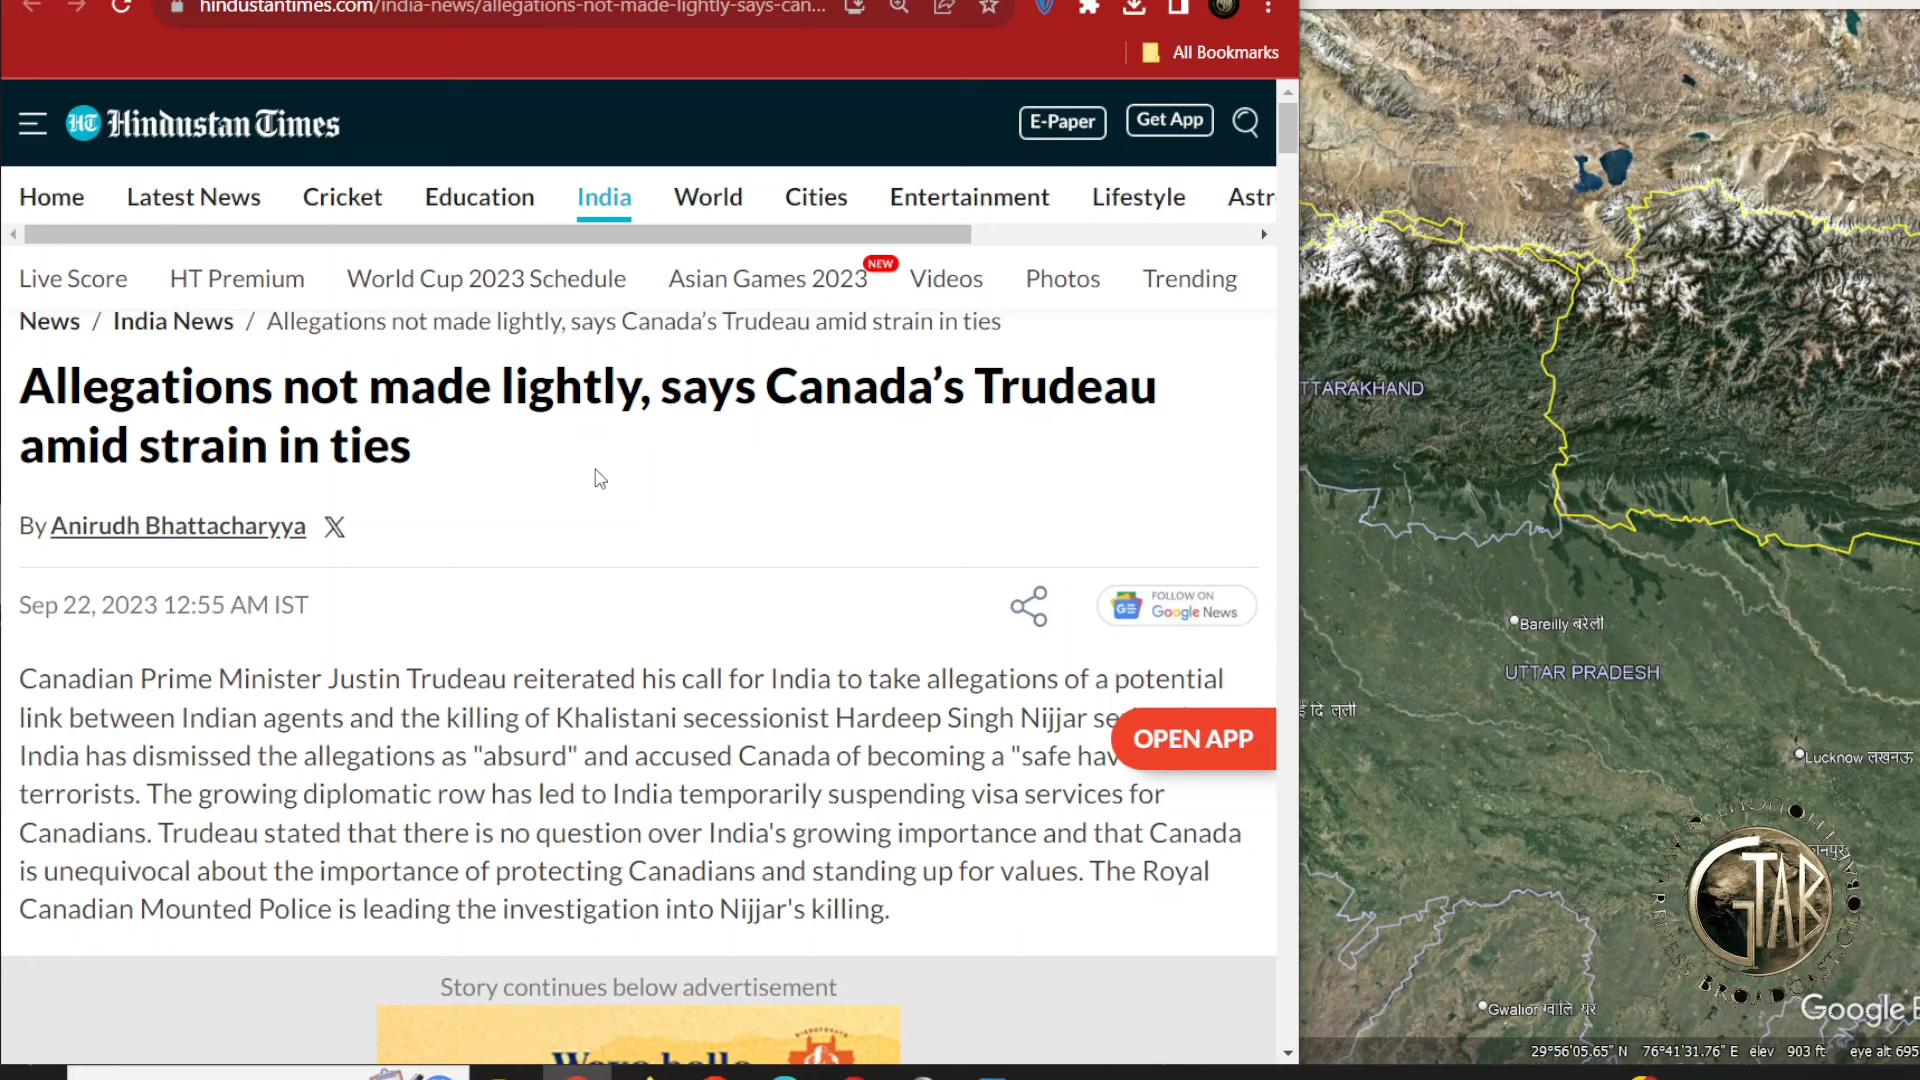 hindustantimes.com/india-news/allegations-not-made-lightly-says-can...
All Bookmarks
HT Hindustan Times
E-Paper
Get App
Home Latest News Cricket Education India World Cities Entertainment Lifestyle Astr
NEW
Live Score HT Premium World Cup 2023 Schedule Asian Games 2023 Videos Photos Trending
News / India News / Allegations not made lightly, says Canada’s Trudeau amid strain in ties
Allegations not made lightly, says Canada’s Trudeau
amid strain in ties
By Anirudh Bhattacharyya X
Sep 22, 2023 12:55 AM IST
FOLLOW ON
Google News
Canadian Prime Minister Justin Trudeau reiterated his call for India to take allegations of a potential
link between Indian agents and the killing of Khalistani secessionist Hardeep Singh Nijjar se
India has dismissed the allegations as "absurd" and accused Canada of becoming a "safe hav
OPEN APP
terrorists. The growing diplomatic row has led to India temporarily suspending visa services for
Canadians. Trudeau stated that there is no question over India's growing importance and that Canada
is unequivocal about the importance of protecting Canadians and standing up for values. The Royal
Canadian Mounted Police is leading the investigation into Nijjar's killing.
Story continues below advertisement
TTARAKHAND
Bareilly बरेली
UTTAR PRADESH
Lucknow लखनऊ
GTAB
BROADCAST
Gwalior
Google E
29°56'05.65" N 76°41'31.76" E elev 903 ft eye alt 695